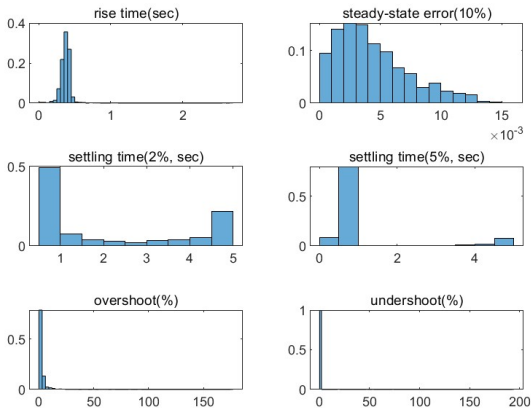 rise time(sec)
0.4
0.2
0
0 1 2
steady-state error(10%)
0.1
0
0 5 10 15
×10⁻³
settling time(2%, sec)
0.5
0
1 2 3 4 5
settling time(5%, sec)
0.5
0
0 2 4
overshoot(%)
0.5
0
0 50 100 150
undershoot(%)
1
0.5
0
0 50 100 150 200